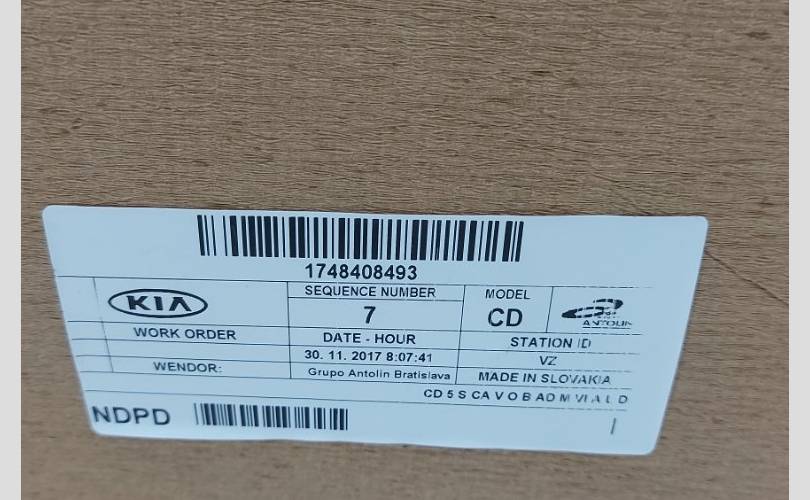 1748408493
KIA
SEQUENCE NUMBER
MODEL
7
CD
ANTOLIN
WORK ORDER
DATE - HOUR
STATION ID
30. 11. 2017 8:07:41
VZ
WENDOR:
Grupo Antolin Bratislava
MADE IN SLOVAKIA
CD 5 S CA V O B AD M VI A L D
NDPD